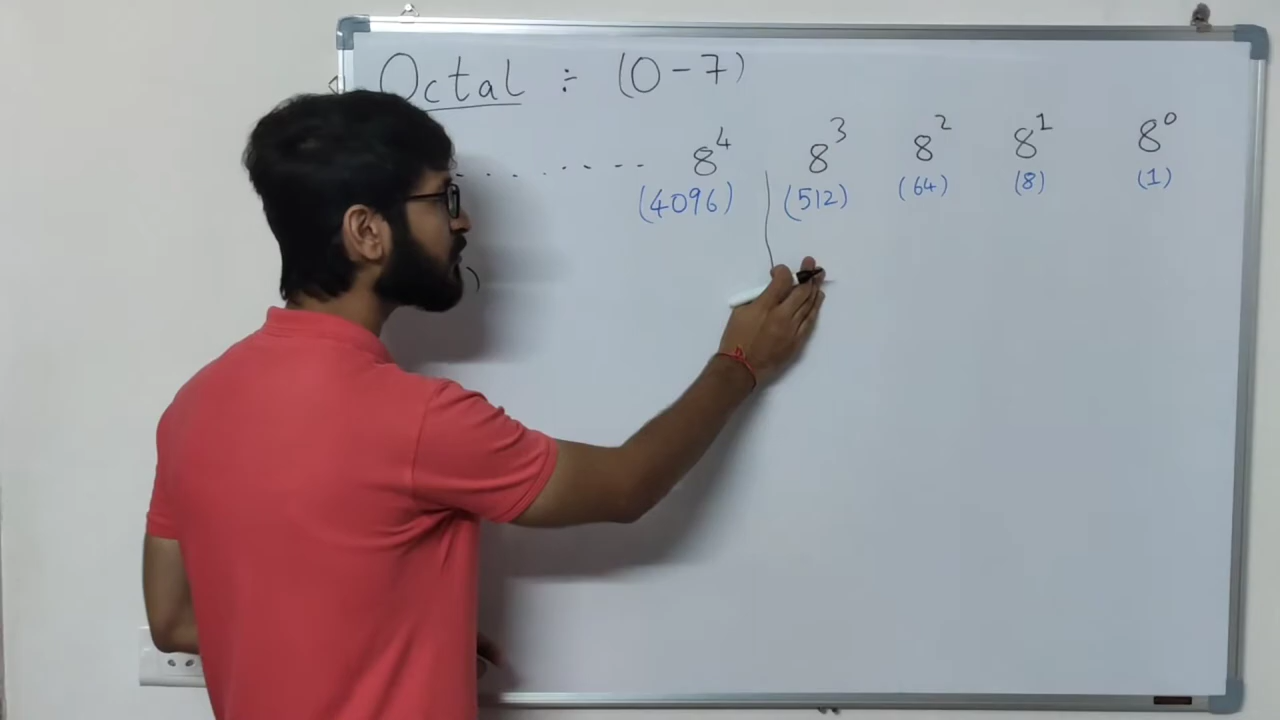 Octal ÷ (0-7)
....... 8⁴ 8³ 8² 8¹ 8⁰
(4096) (512) (64) (8) (1)
)